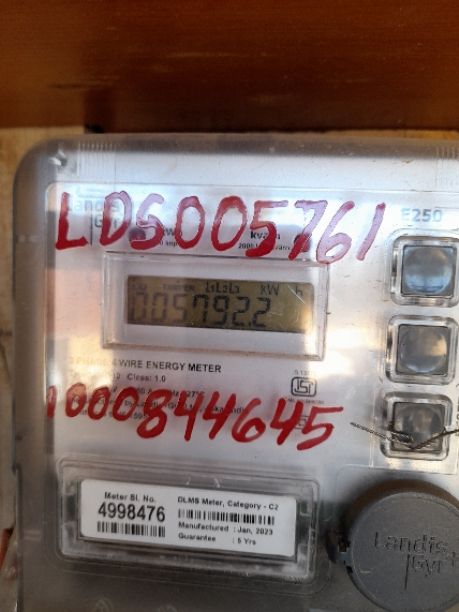 Landis
E250
LDS005761
kW h
005792.2
3 PHASE 4 WIRE ENERGY METER
Class: 1.0
1000844645
Meter Sl. No.
4998476
DLMS Meter, Category - C2
Manufactured : Jan, 2023
Guarantee : 5 Yrs
Landis
Gyr